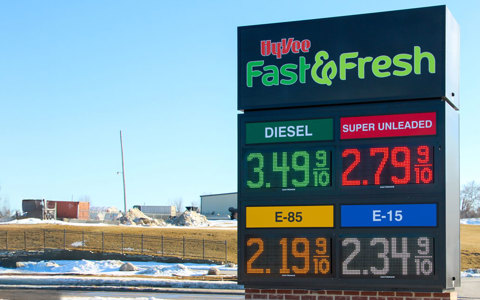 HyVee
Fast & Fresh
DIESEL
3.49 9/10
SUPER UNLEADED
2.79 9/10
E-85
2.19 9/10
E-15
2.34 9/10